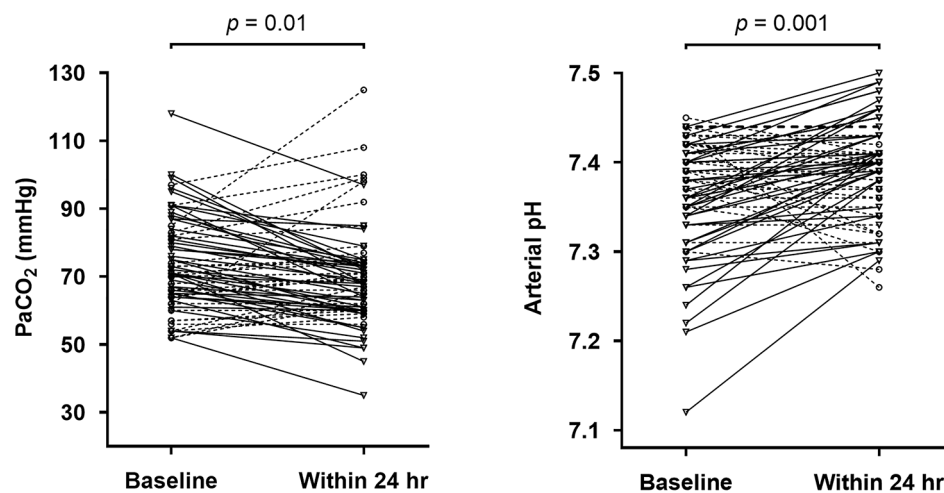 p = 0.01
PaCO2 (mmHg)
130
110
90
70
50
30
Baseline
Within 24 hr
p = 0.001
Arterial pH
7.5
7.4
7.3
7.2
7.1
Baseline
Within 24 hr